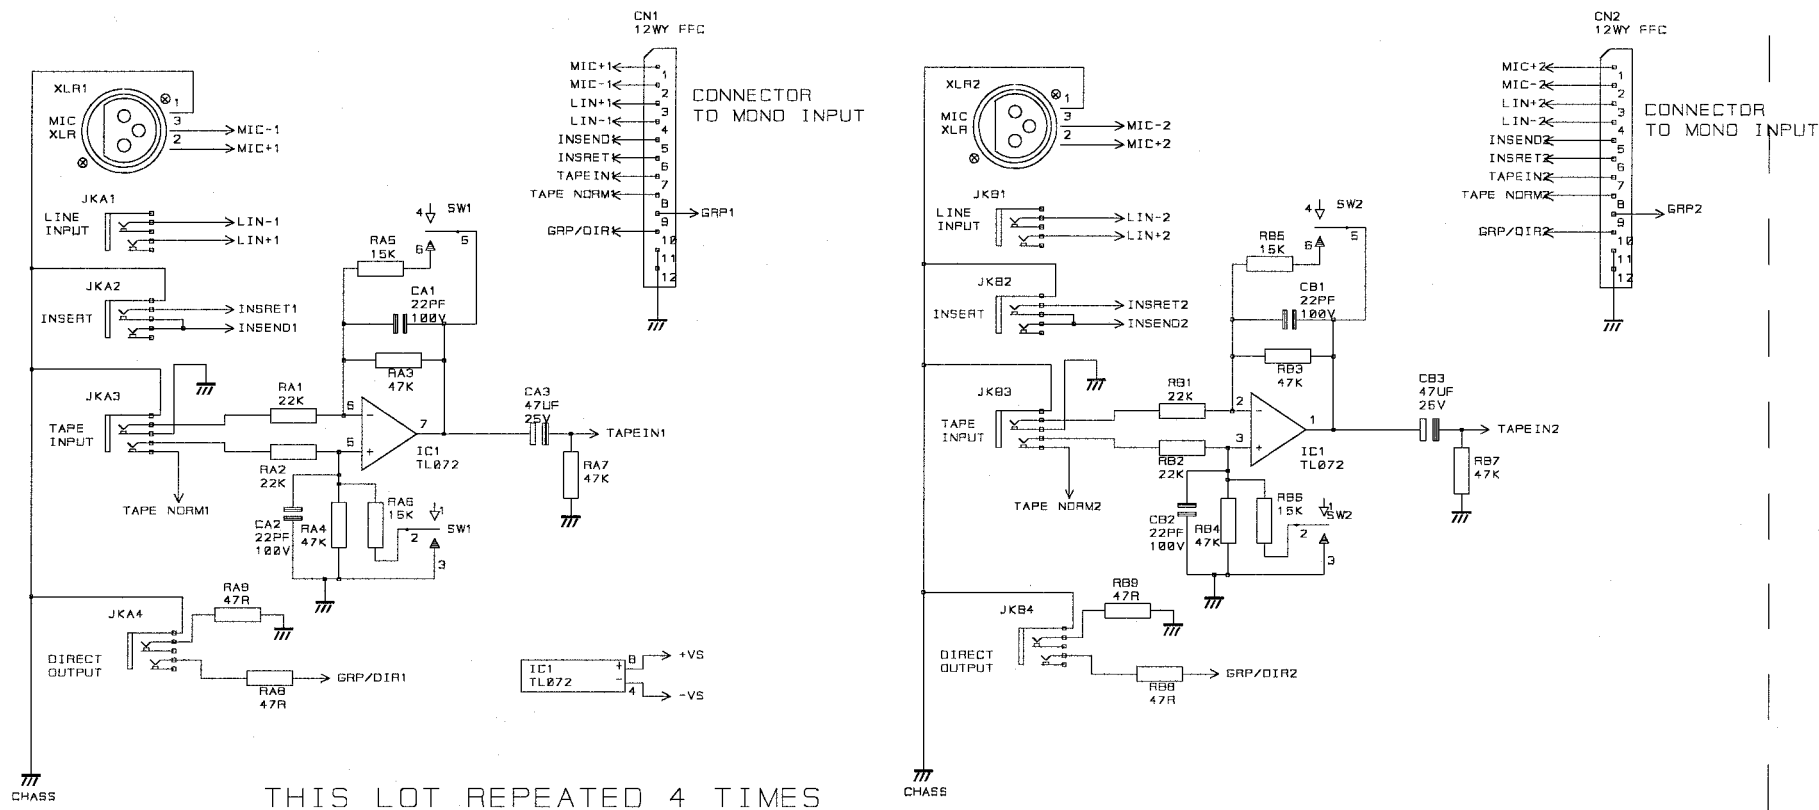 CN1
12WY FFC
MIC+1
MIC-1
LIN+1
LIN-1
INSEND1
INSRET1
TAPEIN1
TAPE NORM1
GRP/DIR1
1
2
3
4
5
6
7
8
9
10
11
12
GRP1
CONNECTOR
TO MONO INPUT
XLR1
MIC
XLR
1
3
2
MIC-1
MIC+1
JKA1
LINE
INPUT
LIN-1
LIN+1
JKA2
INSERT
INSRET1
INSEND1
JKA3
TAPE
INPUT
TAPE NORM1
RA1
22K
RA2
22K
RA5
15K
4
SW1
5
6
CA1
22PF
100V
RA3
47K
6
5
7
IC1
TL072
CA3
47UF
25V
TAPEIN1
RA7
47K
CA2
22PF
100V
RA4
47K
RA6
15K
1
SW1
2
3
JKA4
DIRECT
OUTPUT
RA9
47R
RA8
47R
GRP/DIR1
IC1
TL072
8
4
+VS
-VS
CHASS
THIS LOT REPEATED 4 TIMES
CN2
12WY FFC
MIC+2
MIC-2
LIN+2
LIN-2
INSEND2
INSRET2
TAPEIN2
TAPE NORM2
GRP/DIR2
1
2
3
4
5
6
7
8
9
10
11
12
GRP2
CONNECTOR
TO MONO INPUT
XLR2
MIC
XLR
1
3
2
MIC-2
MIC+2
JKB1
LINE
INPUT
LIN-2
LIN+2
JKB2
INSERT
INSRET2
INSEND2
JKB3
TAPE
INPUT
TAPE NORM2
RB1
22K
RB2
22K
RB5
15K
4
SW2
5
6
CB1
22PF
100V
RB3
47K
2
3
1
IC1
TL072
CB3
47UF
25V
TAPEIN2
RB7
47K
CB2
22PF
100V
RB4
47K
RB6
15K
1
SW2
2
3
JKB4
DIRECT
OUTPUT
RB9
47R
RB8
47R
GRP/DIR2
CHASS